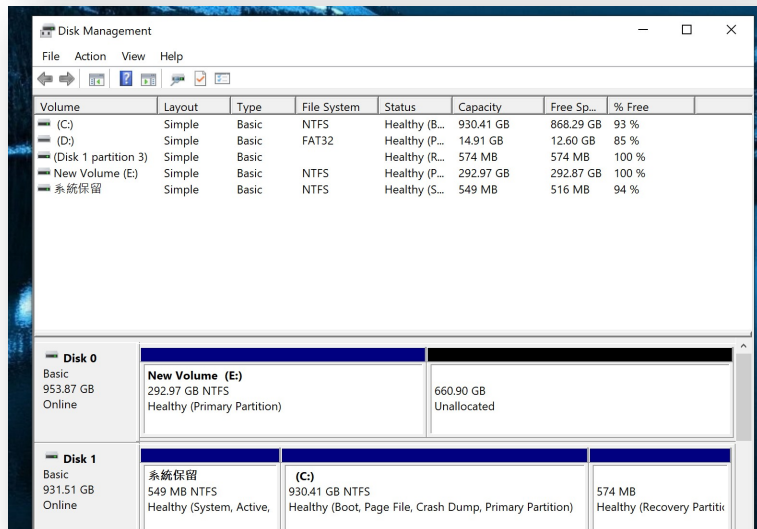 Disk Management
File Action View Help
Volume Layout Type File System Status Capacity Free Sp... % Free
(C:) Simple Basic NTFS Healthy (B... 930.41 GB 868.29 GB 93 %
(D:) Simple Basic FAT32 Healthy (P... 14.91 GB 12.60 GB 85 %
(Disk 1 partition 3) Simple Basic Healthy (R... 574 MB 574 MB 100 %
New Volume (E:) Simple Basic NTFS Healthy (P... 292.97 GB 292.87 GB 100 %
系統保留 Simple Basic NTFS Healthy (S... 549 MB 516 MB 94 %
Disk 0
Basic
953.87 GB
Online
New Volume (E:)
292.97 GB NTFS
Healthy (Primary Partition)
660.90 GB
Unallocated
Disk 1
Basic
931.51 GB
Online
系統保留
549 MB NTFS
Healthy (System, Active,
(C:)
930.41 GB NTFS
Healthy (Boot, Page File, Crash Dump, Primary Partition)
574 MB
Healthy (Recovery Partitic